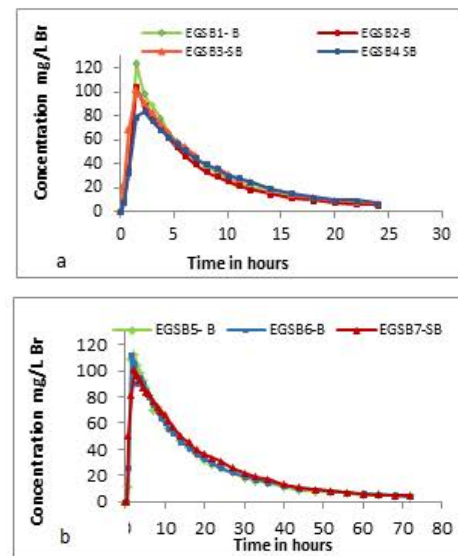 EGSB1- B
EGSB2-B
EGSB3-SB
EGSB4 SB
Concentration mg/L Br
120
100
80
60
40
20
0
0 5 10 15 20 25 30
Time in hours
a
EGSB5- B
EGSB6-B
EGSB7-SB
Concentration mg/L Br
120
100
80
60
40
20
0
10 20 30 40 50 60 70 80
Time in hours
b